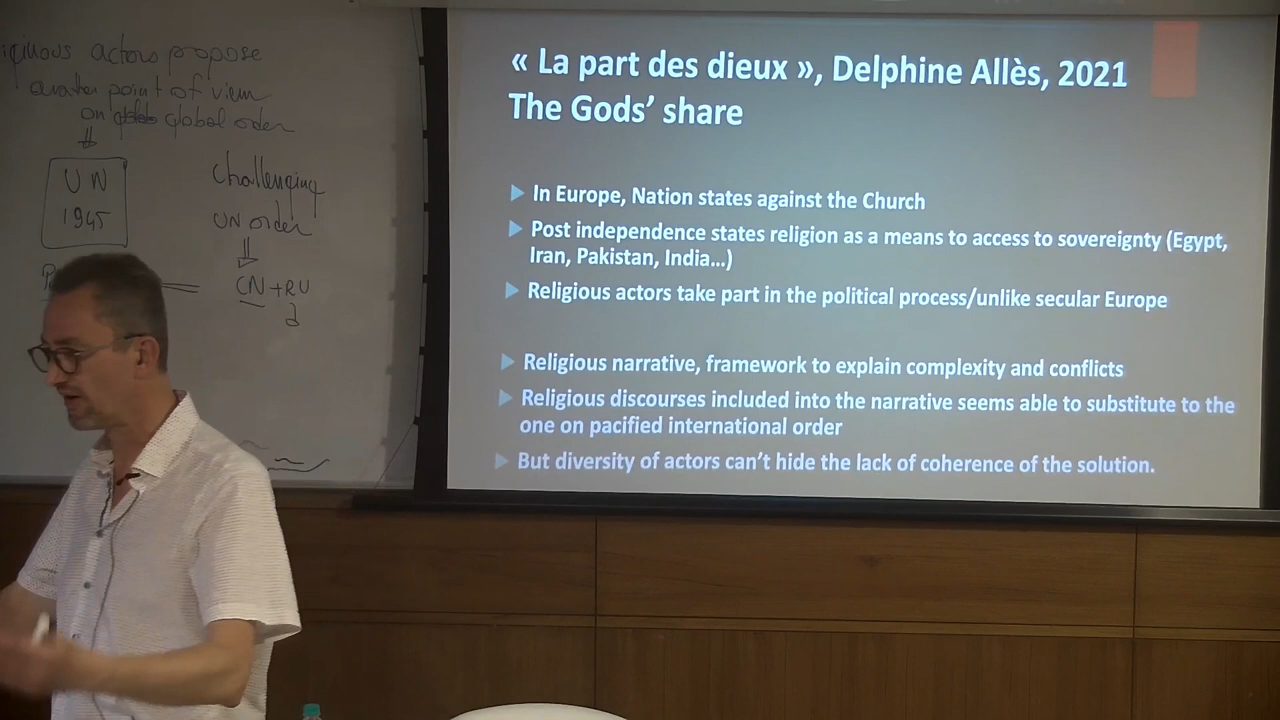 actors propose
another point of view
on global order
UN
1945
Challenging
UN order
CN + RU
« La part des dieux », Delphine Allès, 2021
The Gods’ share
In Europe, Nation states against the Church
Post independence states religion as a means to access to sovereignty (Egypt,
Iran, Pakistan, India…)
Religious actors take part in the political process/unlike secular Europe
Religious narrative, framework to explain complexity and conflicts
Religious discourses included into the narrative seems able to substitute to the
one on pacified international order
But diversity of actors can’t hide the lack of coherence of the solution.